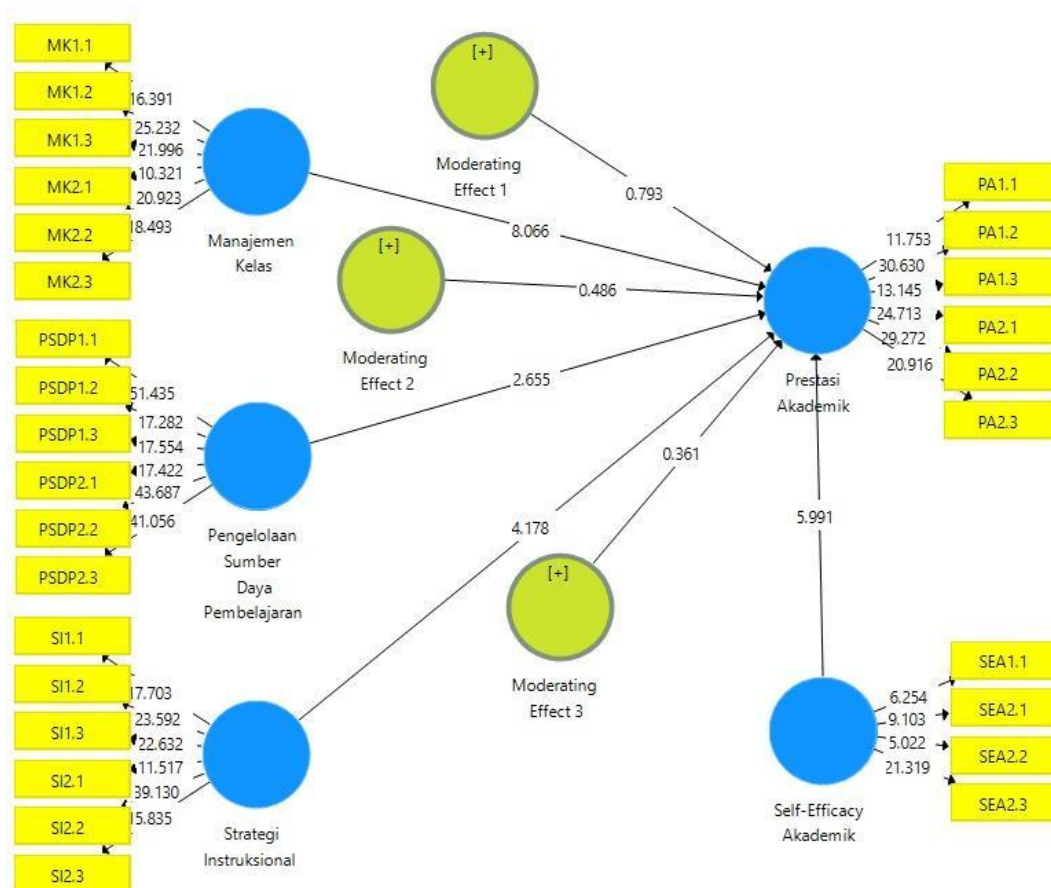 MK1.1
MK1.2
MK1.3
MK2.1
MK2.2
MK2.3
16.391
25.232
21.996
10.321
20.923
18.493
Manajemen
Kelas
[+]
Moderating
Effect 1
0.793
8.066
[+]
Moderating
Effect 2
0.486
PSDP1.1
PSDP1.2
PSDP1.3
PSDP2.1
PSDP2.2
PSDP2.3
51.435
17.282
17.554
17.422
43.687
41.056
Pengelolaan
Sumber
Daya
Pembelajaran
2.655
SI1.1
SI1.2
SI1.3
SI2.1
SI2.2
SI2.3
17.703
23.592
22.632
11.517
39.130
15.835
Strategi
Instruksional
4.178
[+]
Moderating
Effect 3
0.361
Prestasi
Akademik
11.753
30.630
13.145
24.713
29.272
20.916
PA1.1
PA1.2
PA1.3
PA2.1
PA2.2
PA2.3
5.991
Self-Efficacy
Akademik
6.254
9.103
5.022
21.319
SEA1.1
SEA2.1
SEA2.2
SEA2.3